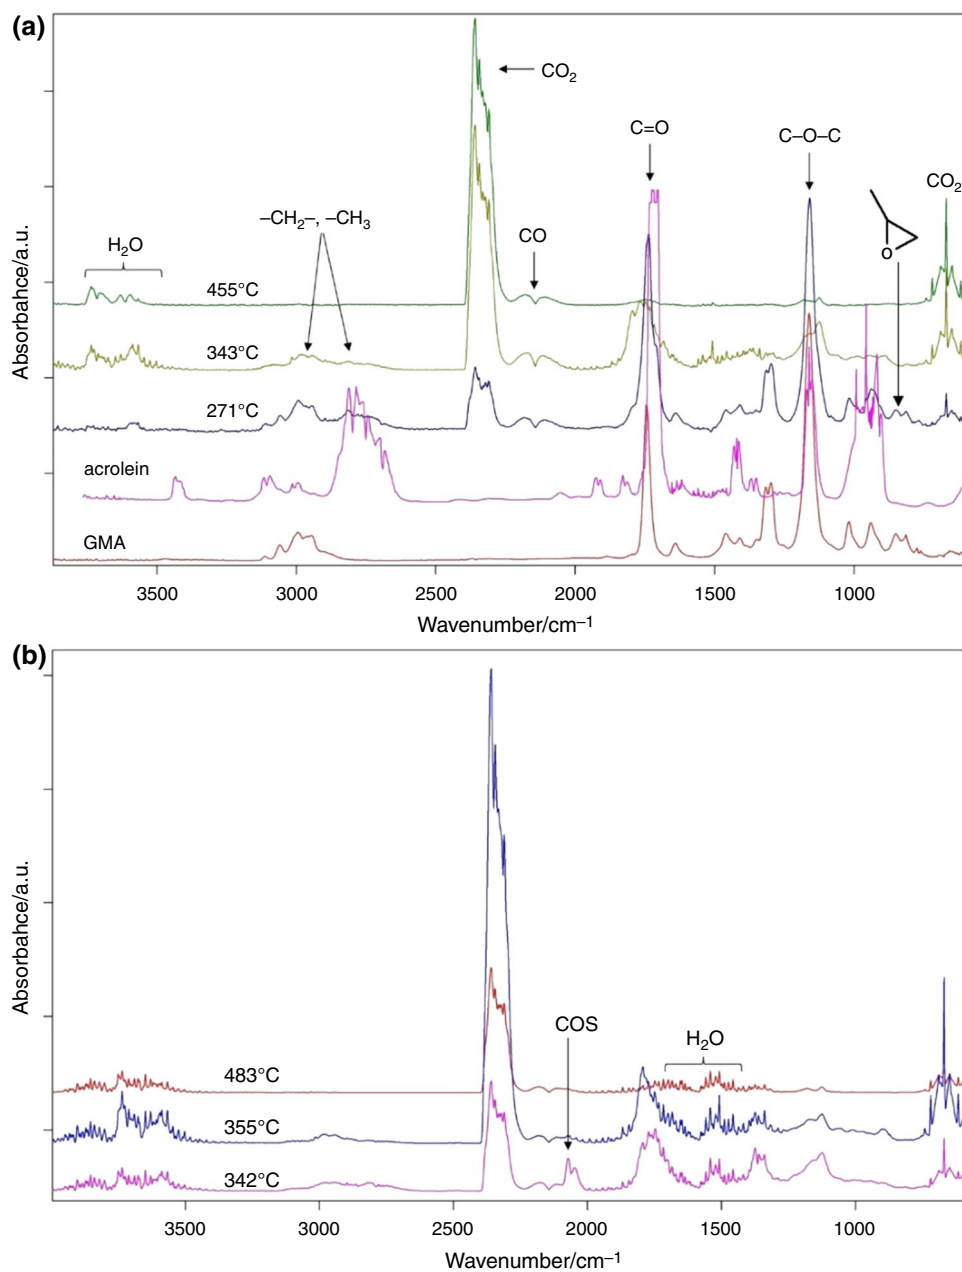 (a)
CO₂
C=O
C–O–C
–CH₂–, –CH₃
CO₂
H₂O
CO
O
455°C
343°C
271°C
acrolein
GMA
Absorbahce/a.u.
3500 3000 2500 2000 1500 1000
Wavenumber/cm⁻¹
(b)
COS
H₂O
483°C
355°C
342°C
Absorbahce/a.u.
3500 3000 2500 2000 1500 1000
Wavenumber/cm⁻¹